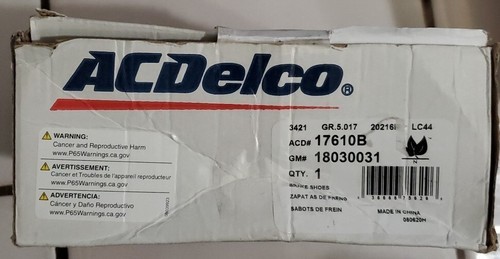 ACDelco®
3421 GR.5.017 20216I LC44
ACD# 17610B
GM# 18030031
QTY. 1
BRAKE SHOES
ZAPATAS DE FRENO
SABOTS DE FREIN
N
MADE IN CHINA
080620H
WARNING:
Cancer and Reproductive Harm
www.P65Warnings.ca.gov
AVERTISSEMENT:
Cancer et Troubles de l'appareil reproducteur
www.P65Warnings.ca.gov
ADVERTENCIA:
Cáncer y Daño Reproductivo
www.P65Warnings.ca.gov